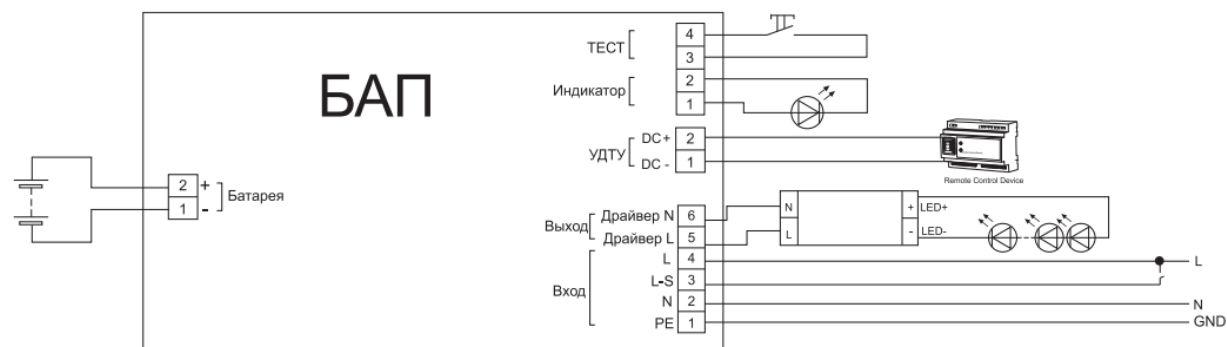 БАП
ТЕСТ
4
3
Индикатор
2
1
УДТУ
DC+ 2
DC - 1
Remote Control Device
2 +
1 -
Батарея
Выход
Драйвер N 6
Драйвер L 5
N
L
+ LED+
- LED-
Вход
L 4
L
L-S 3
N 2
N
PE 1
GND